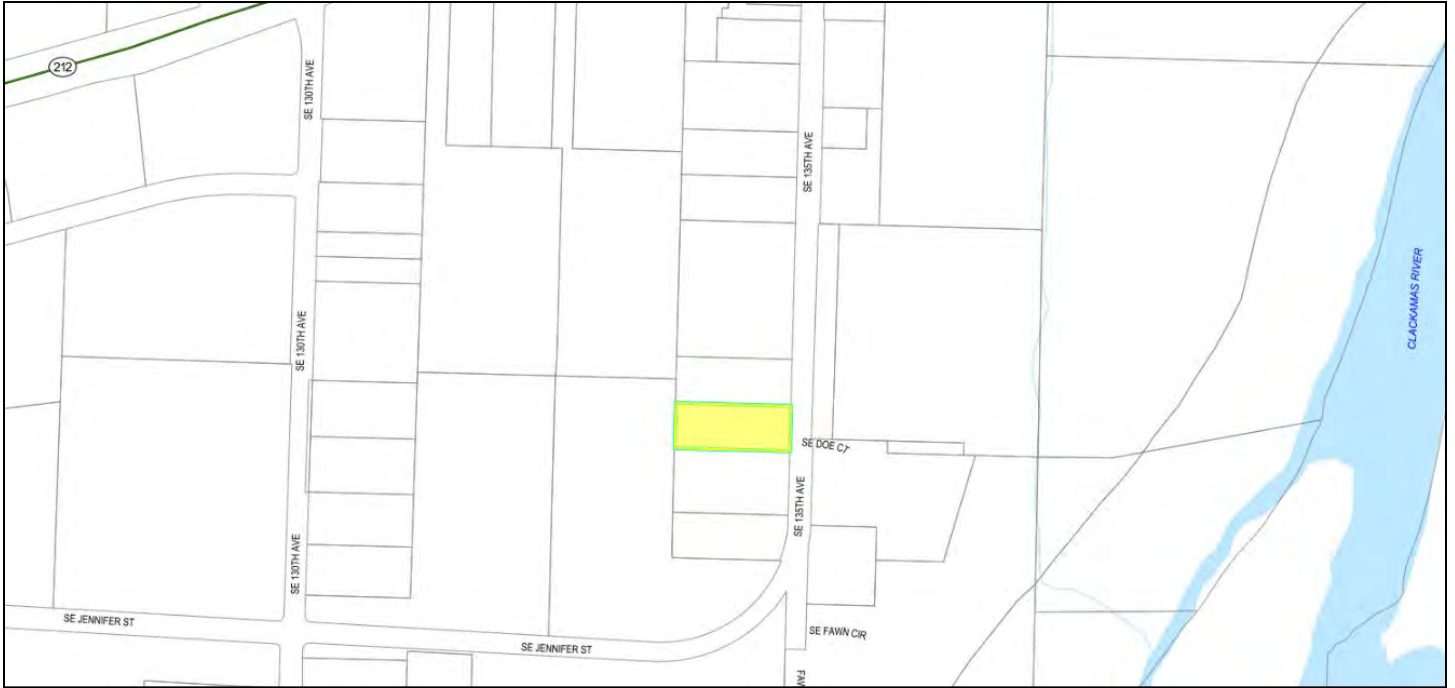 212
SE 130TH AVE
SE 135TH AVE
CLACKAMAS RIVER
SE 130TH AVE
SE DOE CT
SE 135TH AVE
SE 130TH AVE
SE JENNIFER ST
SE JENNIFER ST
SE FAWN CIR